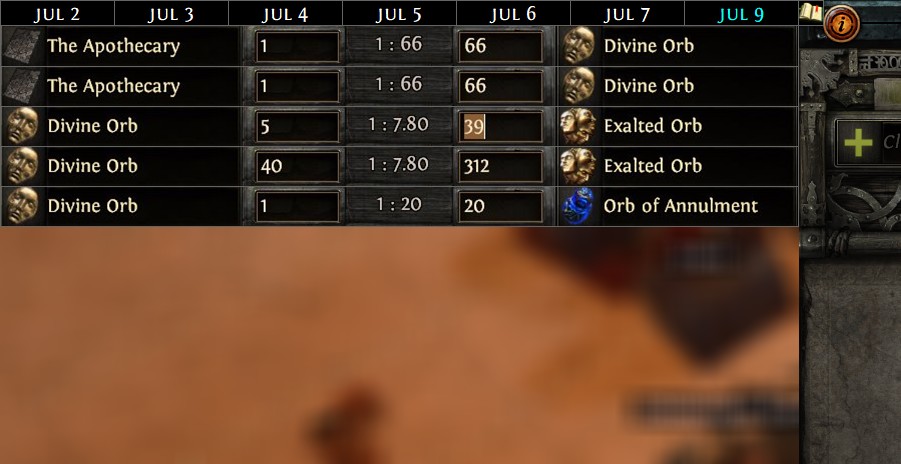 JUL 2 JUL 3 JUL 4 JUL 5 JUL 6 JUL 7 JUL 9
The Apothecary 1 1 : 66 66 Divine Orb
The Apothecary 1 1 : 66 66 Divine Orb
Divine Orb 5 1 : 7.80 39 Exalted Orb
Divine Orb 40 1 : 7.80 312 Exalted Orb
Divine Orb 1 1 : 20 20 Orb of Annulment